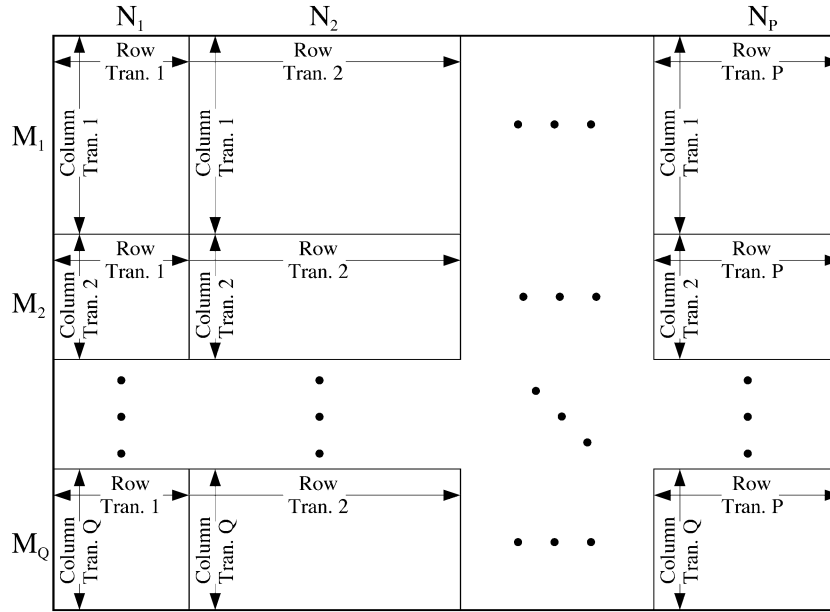 N₁ N₂ N_P
Row Row Row
Tran. 1 Tran. 2 Tran. P
M₁
Column
Tran. 1
Column
Tran. 1
Column
Tran. 1
Row Row Row
Tran. 1 Tran. 2 Tran. P
M₂
Column
Tran. 2
Column
Tran. 2
Column
Tran. 2
Row Row Row
Tran. 1 Tran. 2 Tran. P
M_Q
Column
Tran. Q
Column
Tran. Q
Column
Tran. Q